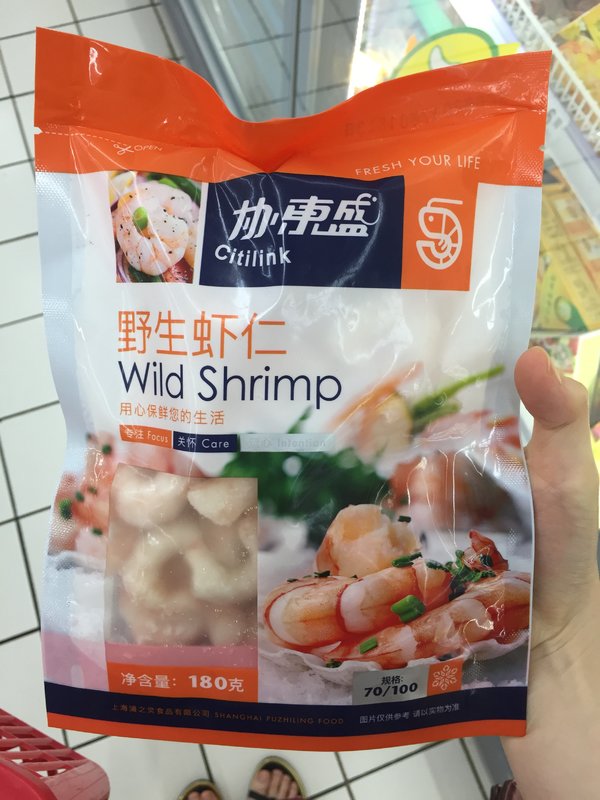 OPEN
FRESH YOUR LIFE
协東盛
Citilink
野生虾仁
Wild Shrimp
用心保鲜您的生活
专注 Focus 关怀 Care Intention
净含量： 180克
规格:
70/100
上海浦之灵食品有限公司 SHANGHAI PUZHILING FOOD
图片仅供参考 请以实物为准